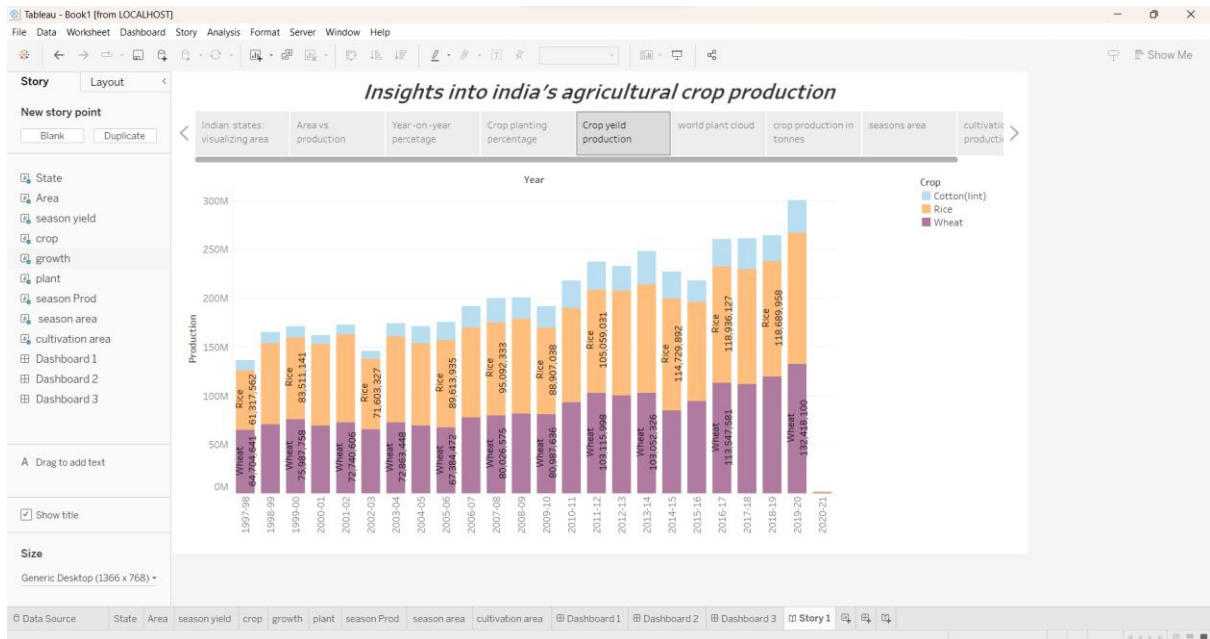 Tableau - Book1 [from LOCALHOST]
File Data Worksheet Dashboard Story Analysis Format Server Window Help
Show Me
Story Layout
New story point
Blank Duplicate
State
Area
season yield
crop
growth
plant
season Prod
season area
cultivation area
Dashboard 1
Dashboard 2
Dashboard 3
A Drag to add text
Show title
Size
Generic Desktop (1366 x 768)
Insights into india's agricultural crop production
Indian states:
visualizing area
Area vs
production
Year-on-year
percetage
Crop planting
percentage
Crop yeild
production
world plant cloud
crop production in
tonnes
seasons area
cultivatic
producti
Year
Production
300M
250M
200M
150M
100M
50M
0M
Rice
61,317,562
Wheat
64,704,641
Rice
83,511,141
Wheat
75,987,758
Wheat
72,740,606
Rice
71,603,327
Wheat
72,863,448
Rice
89,613,935
Wheat
67,384,472
Rice
95,092,333
Wheat
80,026,575
Rice
88,907,038
Wheat
80,987,636
Rice
105,059,031
Wheat
103,115,998
Wheat
103,052,326
Rice
114,729,892
Rice
118,936,127
Wheat
113,547,581
Rice
118,689,958
Wheat
132,418,100
1997-98
1998-99
1999-00
2000-01
2001-02
2002-03
2003-04
2004-05
2005-06
2006-07
2007-08
2008-09
2009-10
2010-11
2011-12
2012-13
2013-14
2014-15
2015-16
2016-17
2017-18
2018-19
2019-20
2020-21
Crop
Cotton(lint)
Rice
Wheat
Data Source State Area season yield crop growth plant season Prod season area cultivation area Dashboard 1 Dashboard 2 Dashboard 3 Story 1